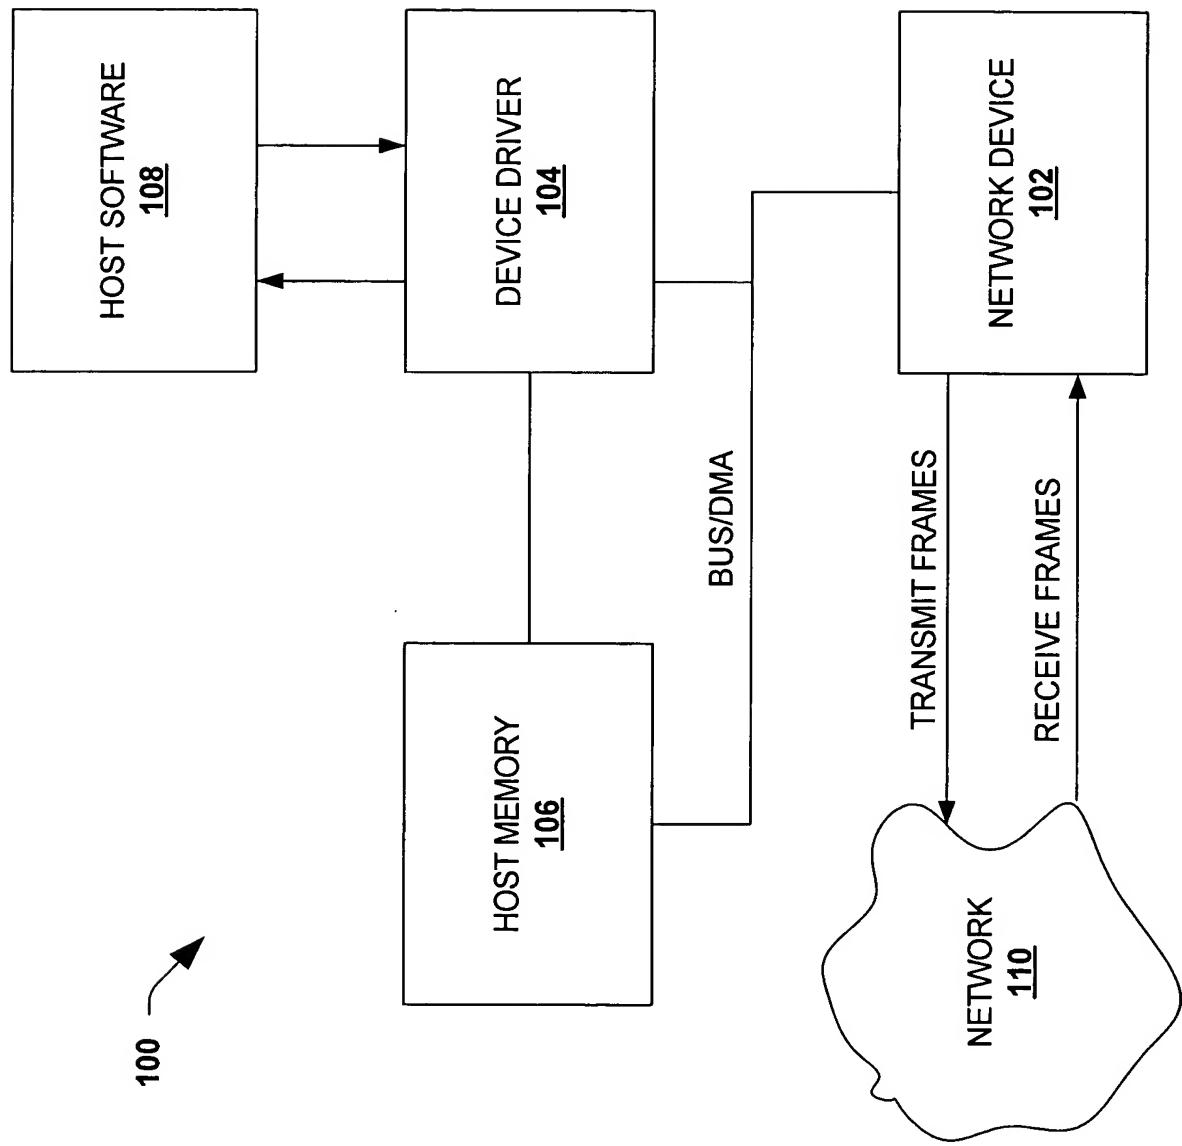 100
HOST MEMORY
106
HOST SOFTWARE
108
DEVICE DRIVER
104
BUS/DMA
NETWORK
110
TRANSMIT FRAMES
RECEIVE FRAMES
NETWORK DEVICE
102